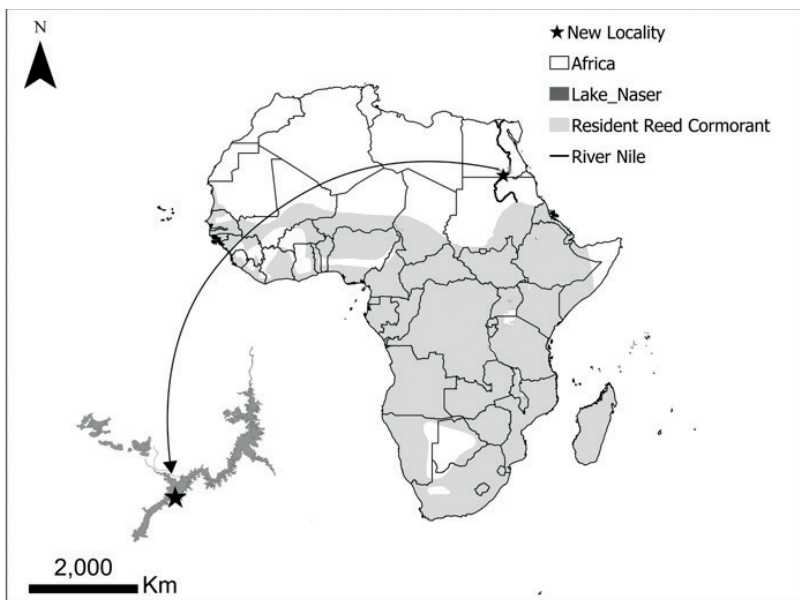 N
New Locality
Africa
Lake_Naser
Resident Reed Cormorant
River Nile
2,000
Km